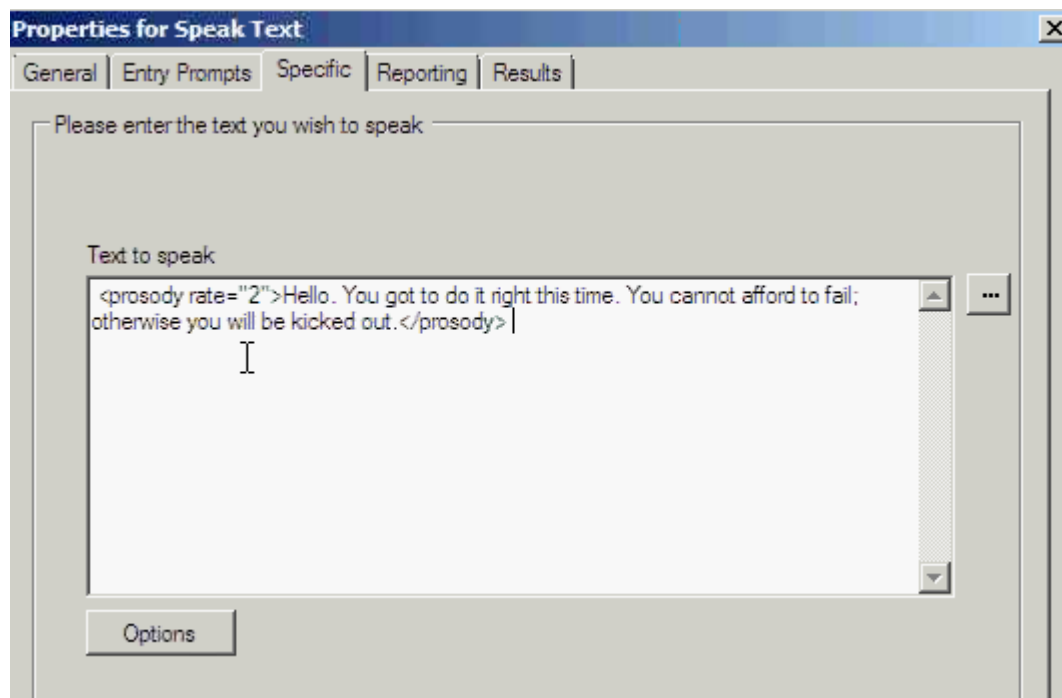 Properties for Speak Text
General Entry Prompts Specific Reporting Results
Please enter the text you wish to speak
Text to speak
<prosody rate="2">Hello. You got to do it right this time. You cannot afford to fail;
otherwise you will be kicked out.</prosody>
...
Options